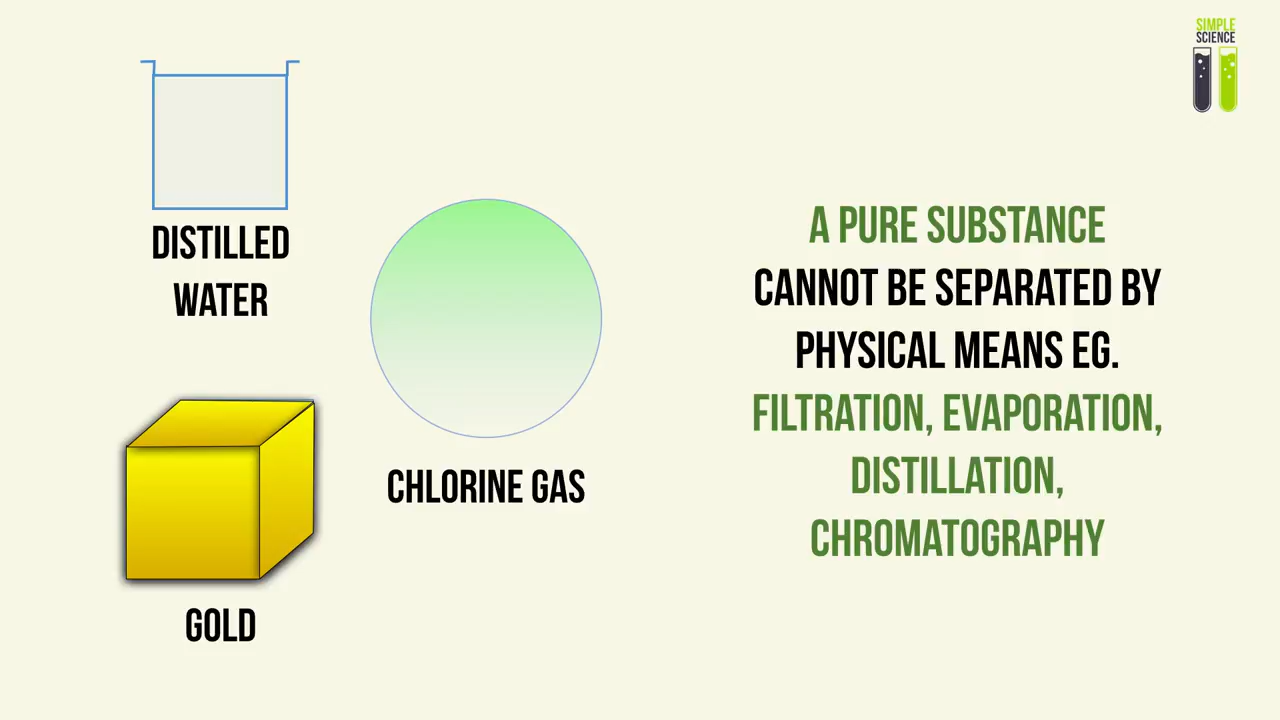 SIMPLE
SCIENCE
DISTILLED
WATER
CHLORINE GAS
GOLD
A PURE SUBSTANCE
CANNOT BE SEPARATED BY
PHYSICAL MEANS EG.
FILTRATION, EVAPORATION,
DISTILLATION,
CHROMATOGRAPHY